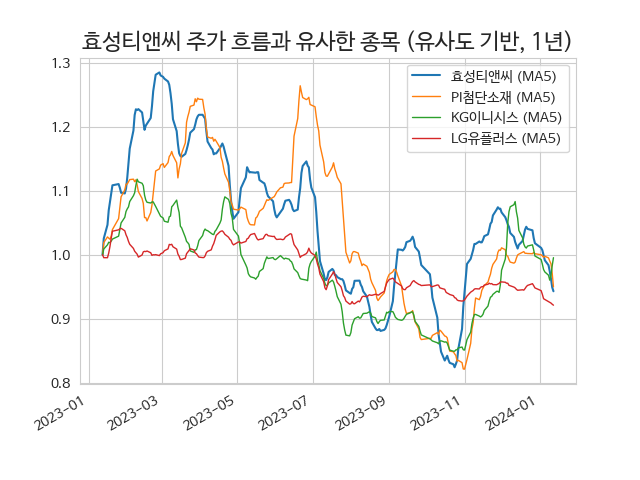 효성티앤씨 주가 흐름과 유사한 종목 (유사도 기반, 1년)
효성티앤씨 (MA5)
PI첨단소재 (MA5)
KG이니시스 (MA5)
LG유플러스 (MA5)
1.3
1.2
1.1
1.0
0.9
0.8
2023-01
2023-03
2023-05
2023-07
2023-09
2023-11
2024-01